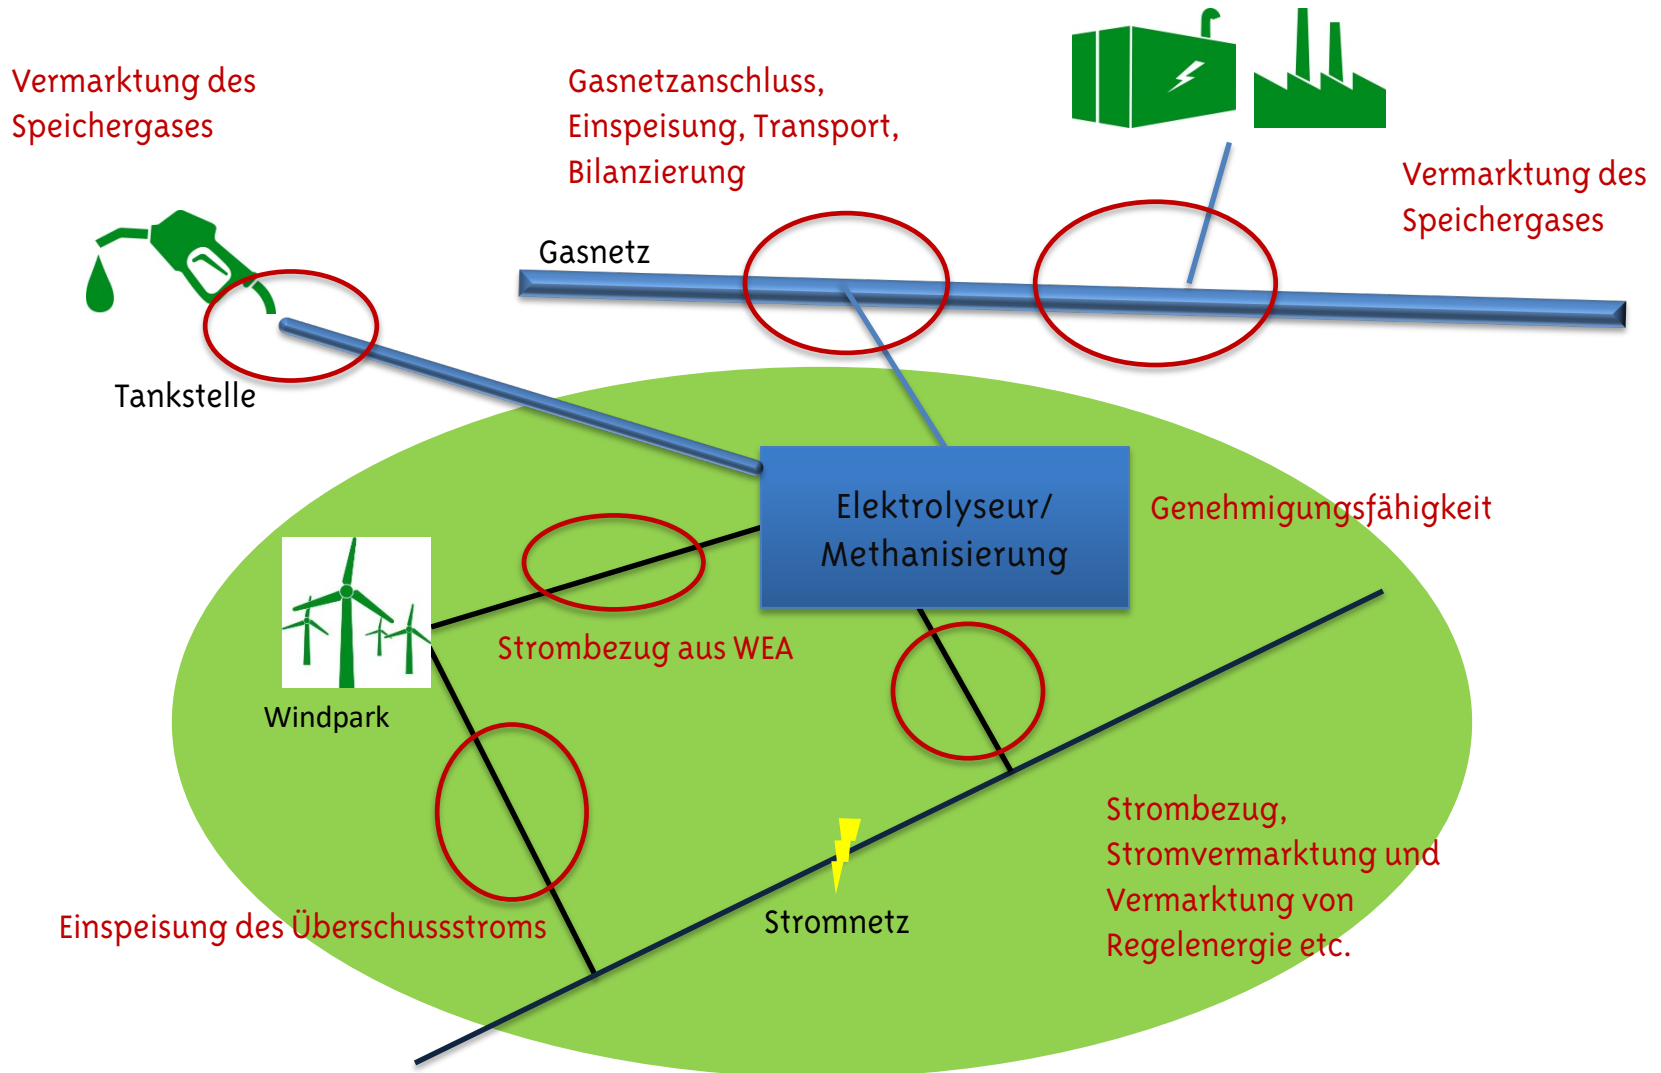 Vermarktung des
Speichergases
Gasnetzanschluss,
Einspeisung, Transport,
Bilanzierung
Vermarktung des
Speichergases
Gasnetz
Tankstelle
Elektrolyseur/
Methanisierung
Genehmigungsfähigkeit
Strombezug aus WEA
Windpark
Strombezug,
Stromvermarktung und
Vermarktung von
Regelenergie etc.
Einspeisung des Überschussstroms
Stromnetz